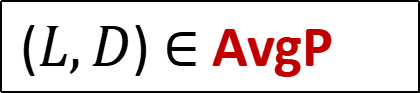 (L, D) ∈ AvgP